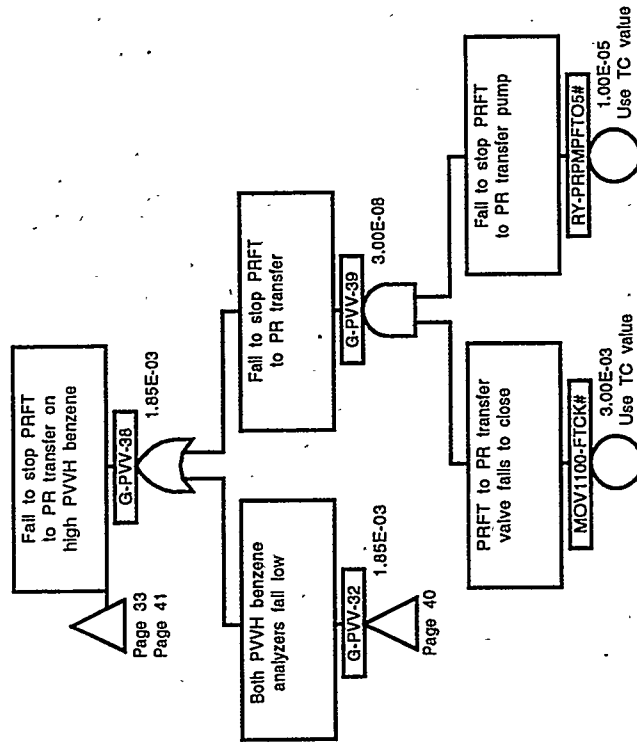 Fail to stop PRFT
to PR transfer on
high PVVH benzene
G-PVV-38
1.85E-03
Page 33
Page 41
Both PVVH benzene
analyzers fail low
G-PVV-32
1.85E-03
Page 40
Fail to stop PRFT
to PR transfer
G-PVV-39
3.00E-08
PRFT to PR transfer
valve fails to close
MOV1100-FTCK#
3.00E-03
Use TC value
Fail to stop PRFT
to PR transfer pump
RY-PRPMPFTO5#
1.00E-05
Use TC value